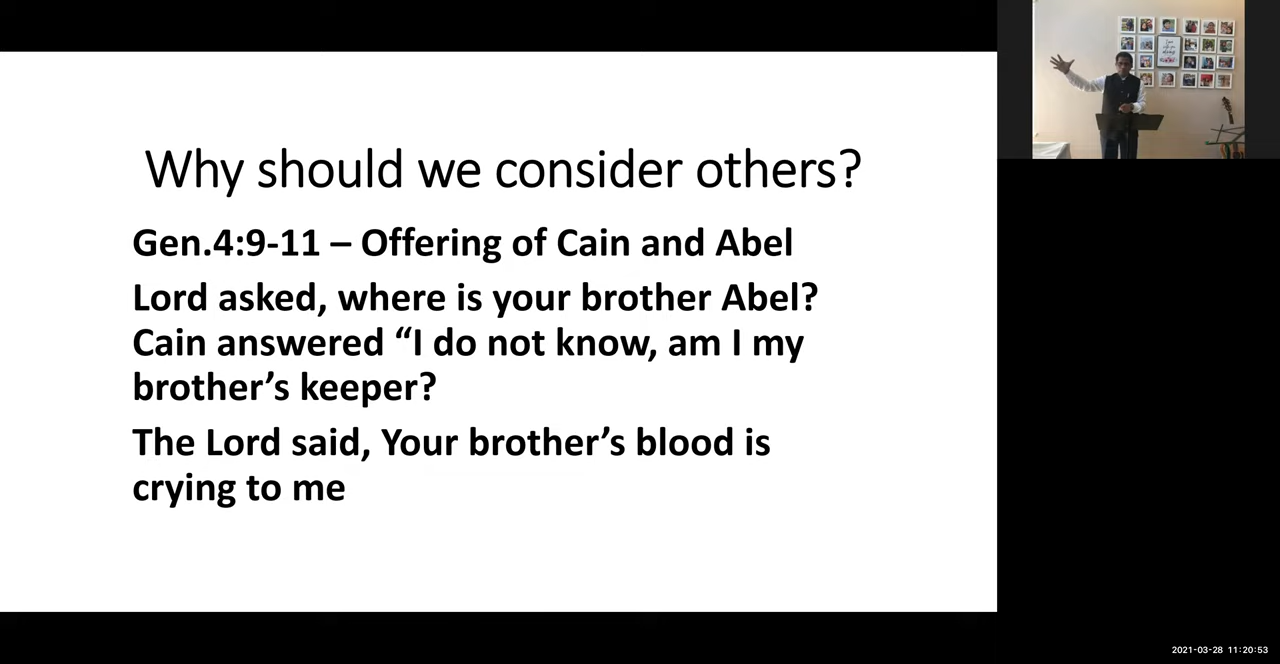 Why should we consider others?
Gen.4:9-11 – Offering of Cain and Abel
Lord asked, where is your brother Abel?
Cain answered “I do not know, am I my
brother’s keeper?
The Lord said, Your brother’s blood is
crying to me
2021-03-28 11:20:53